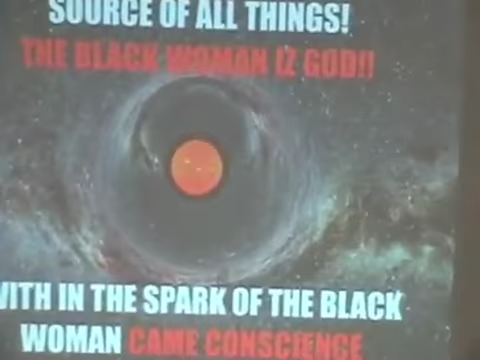 SOURCE OF ALL THINGS!
THE BLACK WOMAN IZ GOD!!
WITH IN THE SPARK OF THE BLACK
WOMAN CAME CONSCIENCE